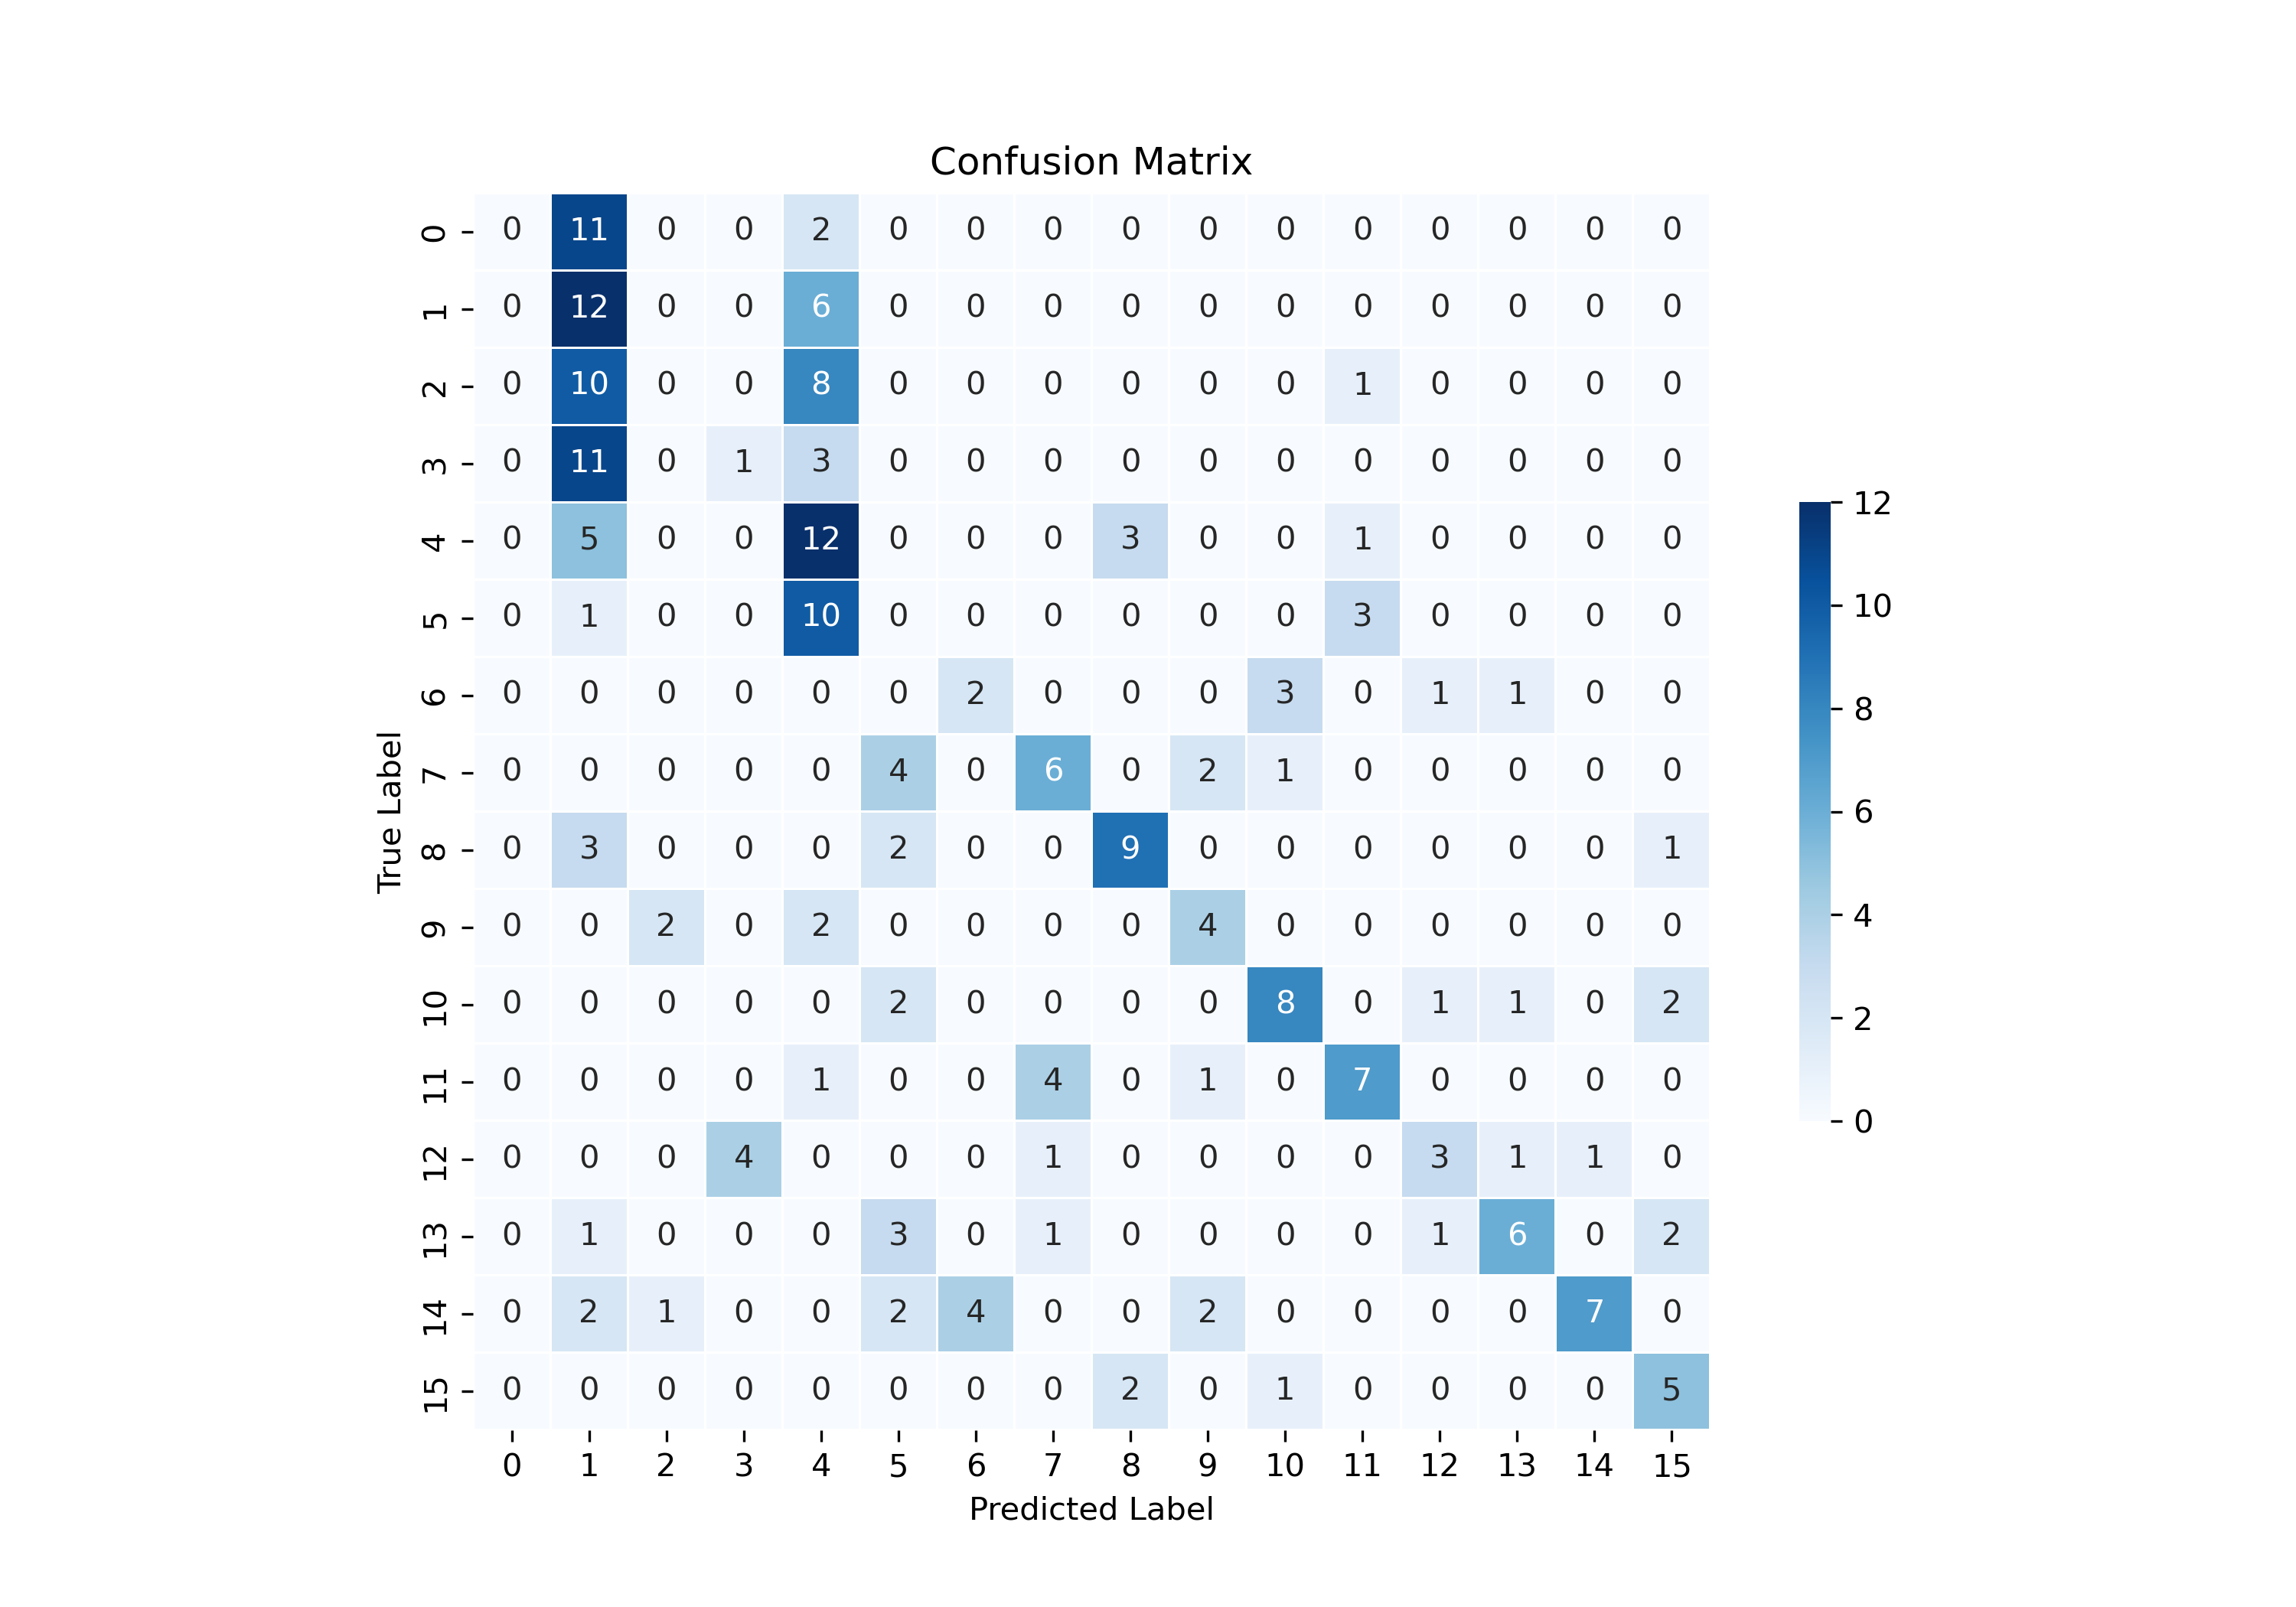 Confusion Matrix
0 0 11 0 0 2 0 0 0 0 0 0 0 0 0 0 0
1 0 12 0 0 6 0 0 0 0 0 0 0 0 0 0 0
2 0 10 0 0 8 0 0 0 0 0 0 1 0 0 0 0
3 0 11 0 1 3 0 0 0 0 0 0 0 0 0 0 0
4 0 5 0 0 12 0 0 0 3 0 0 1 0 0 0 0
5 0 1 0 0 10 0 0 0 0 0 0 3 0 0 0 0
6 0 0 0 0 0 0 2 0 0 0 3 0 1 1 0 0
7 0 0 0 0 0 4 0 6 0 2 1 0 0 0 0 0
8 0 3 0 0 0 2 0 0 9 0 0 0 0 0 0 1
9 0 0 2 0 2 0 0 0 0 4 0 0 0 0 0 0
10 0 0 0 0 0 2 0 0 0 0 8 0 1 1 0 2
11 0 0 0 0 1 0 0 4 0 1 0 7 0 0 0 0
12 0 0 0 4 0 0 0 1 0 0 0 0 3 1 1 0
13 0 1 0 0 0 3 0 1 0 0 0 0 1 6 0 2
14 0 2 1 0 0 2 4 0 0 2 0 0 0 0 7 0
15 0 0 0 0 0 0 0 0 2 0 1 0 0 0 0 5
0 1 2 3 4 5 6 7 8 9 10 11 12 13 14 15
Predicted Label
True Label
12
10
8
6
4
2
0